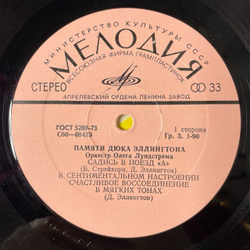 МИНИСТЕРСТВО КУЛЬТУРЫ СССР
МЕЛОДИЯ
ВСЕСОЮЗНАЯ ФИРМА ГРАМПЛАСТИНОК
СТЕРЕО
33
АПРЕЛЕВСКИЙ ОРДЕНА ЛЕНИНА ЗАВОД
ГОСТ 5289-73
С60—08473
1 сторона
Гр. 3. 1-90
ПАМЯТИ ДЮКА ЭЛЛИНГТОНА
Оркестр Олега Лундстрема
САДИСЬ В ПОЕЗД «А»
(Б. Стрейхорн, Д. Эллингтон)
В СЕНТИМЕНТАЛЬНОМ НАСТРОЕНИИ
СЧАСТЛИВОЕ ВОССОЕДИНЕНИЕ
В МЯГКИХ ТОНАХ
(Д. Эллингтон)